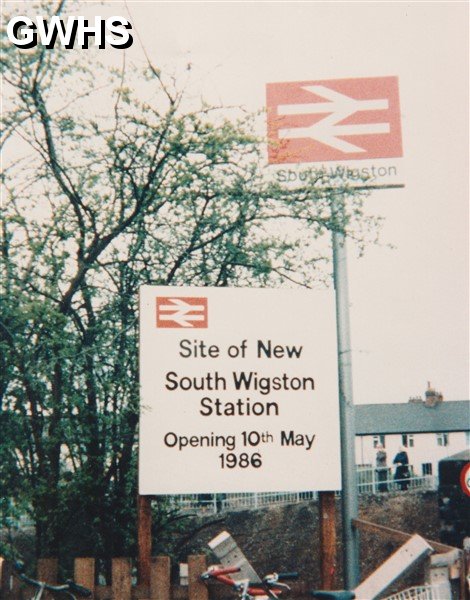 GWHS
South Wigston
Site of New
South Wigston
Station
Opening 10th May
1986